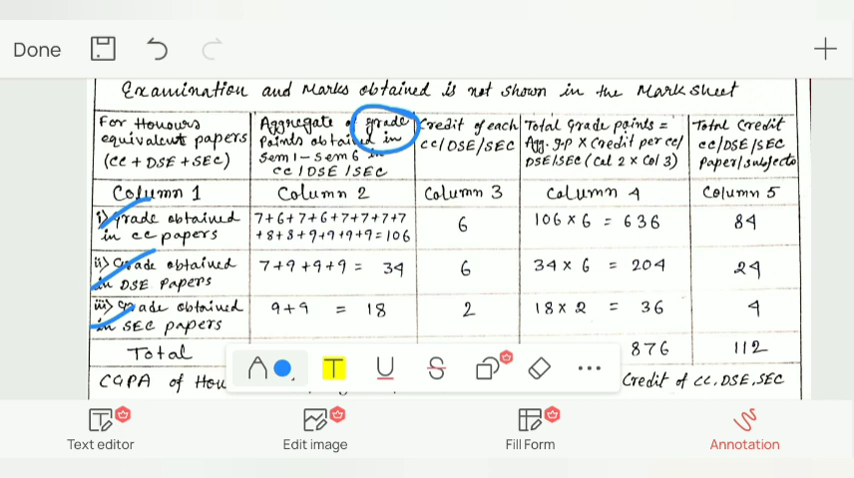 Done
Examination and Marks obtained is not shown in the Mark sheet
For Honours
equivalent papers
(CC + DSE + SEC)
Aggregate of grade
Points obtained in
Sem 1 - Sem 6 in
CC / DSE / SEC
Credit of each
CC/DSE/SEC
Total Grade points =
Agg. g.p X Credit per CC/
DSE/SEC (Col 2 x Col 3)
Total Credit
CC/DSE/SEC
Paper/subjects
Column 1
Column 2
Column 3
Column 4
Column 5
i) Grade obtained
in CC papers
7+6+7+6+7+7+7+7
+8+8+9+9+9+9=106
6
106 x 6 = 636
84
ii) Grade obtained
in DSE Papers
7+9+9+9 = 34
6
34 x 6 = 204
24
iii) Grade obtained
in SEC papers
9+9 = 18
2
18 x 2 = 36
4
Total
876
112
CGPA of Hou
Credit of CC, DSE, SEC
Text editor
Edit image
Fill Form
Annotation